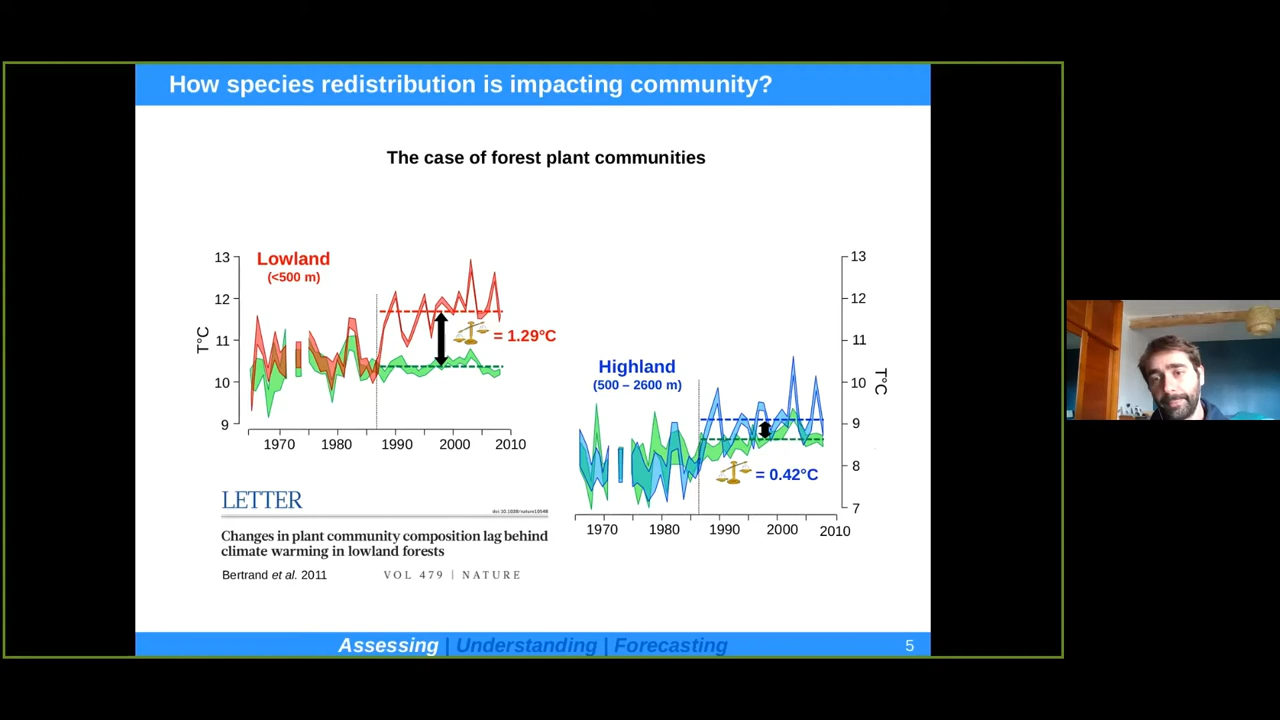 How species redistribution is impacting community?
The case of forest plant communities
Lowland
(<500 m)
13
12
11
10
9
T°C
= 1.29°C
1970 1980 1990 2000 2010
Highland
(500 – 2600 m)
13
12
11
10
9
8
7
T°C
= 0.42°C
1970 1980 1990 2000 2010
LETTER
doi:10.1038/nature10548
Changes in plant community composition lag behind
climate warming in lowland forests
Bertrand et al. 2011 VOL 479 | NATURE
Assessing | Understanding | Forecasting
5